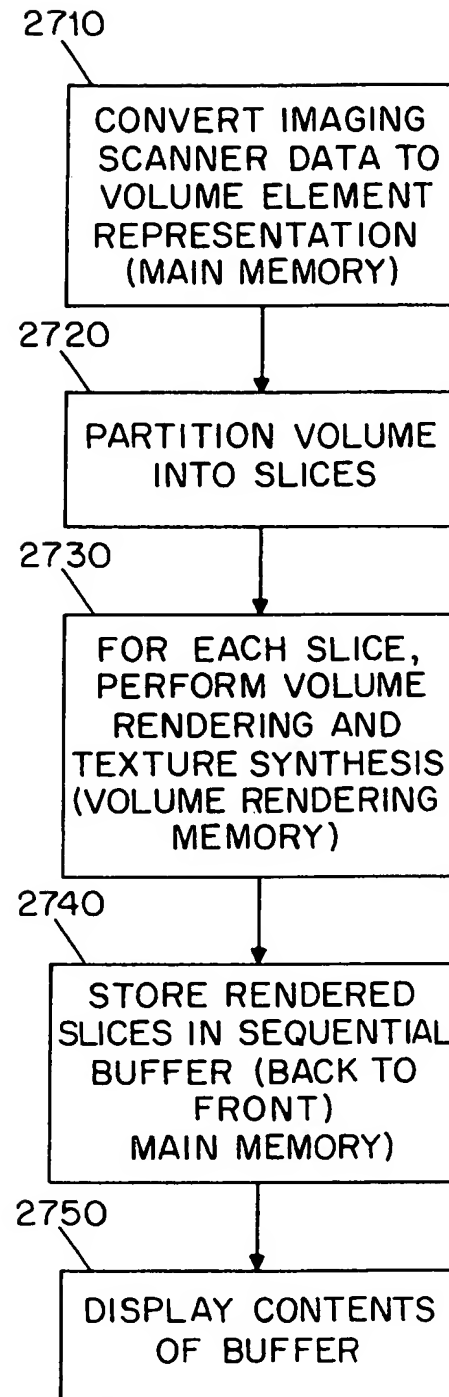 2710
CONVERT IMAGING
SCANNER DATA TO
VOLUME ELEMENT
REPRESENTATION
(MAIN MEMORY)
2720
PARTITION VOLUME
INTO SLICES
2730
FOR EACH SLICE,
PERFORM VOLUME
RENDERING AND
TEXTURE SYNTHESIS
(VOLUME RENDERING
MEMORY)
2740
STORE RENDERED
SLICES IN SEQUENTIAL
BUFFER (BACK TO
FRONT)
MAIN MEMORY)
2750
DISPLAY CONTENTS
OF BUFFER